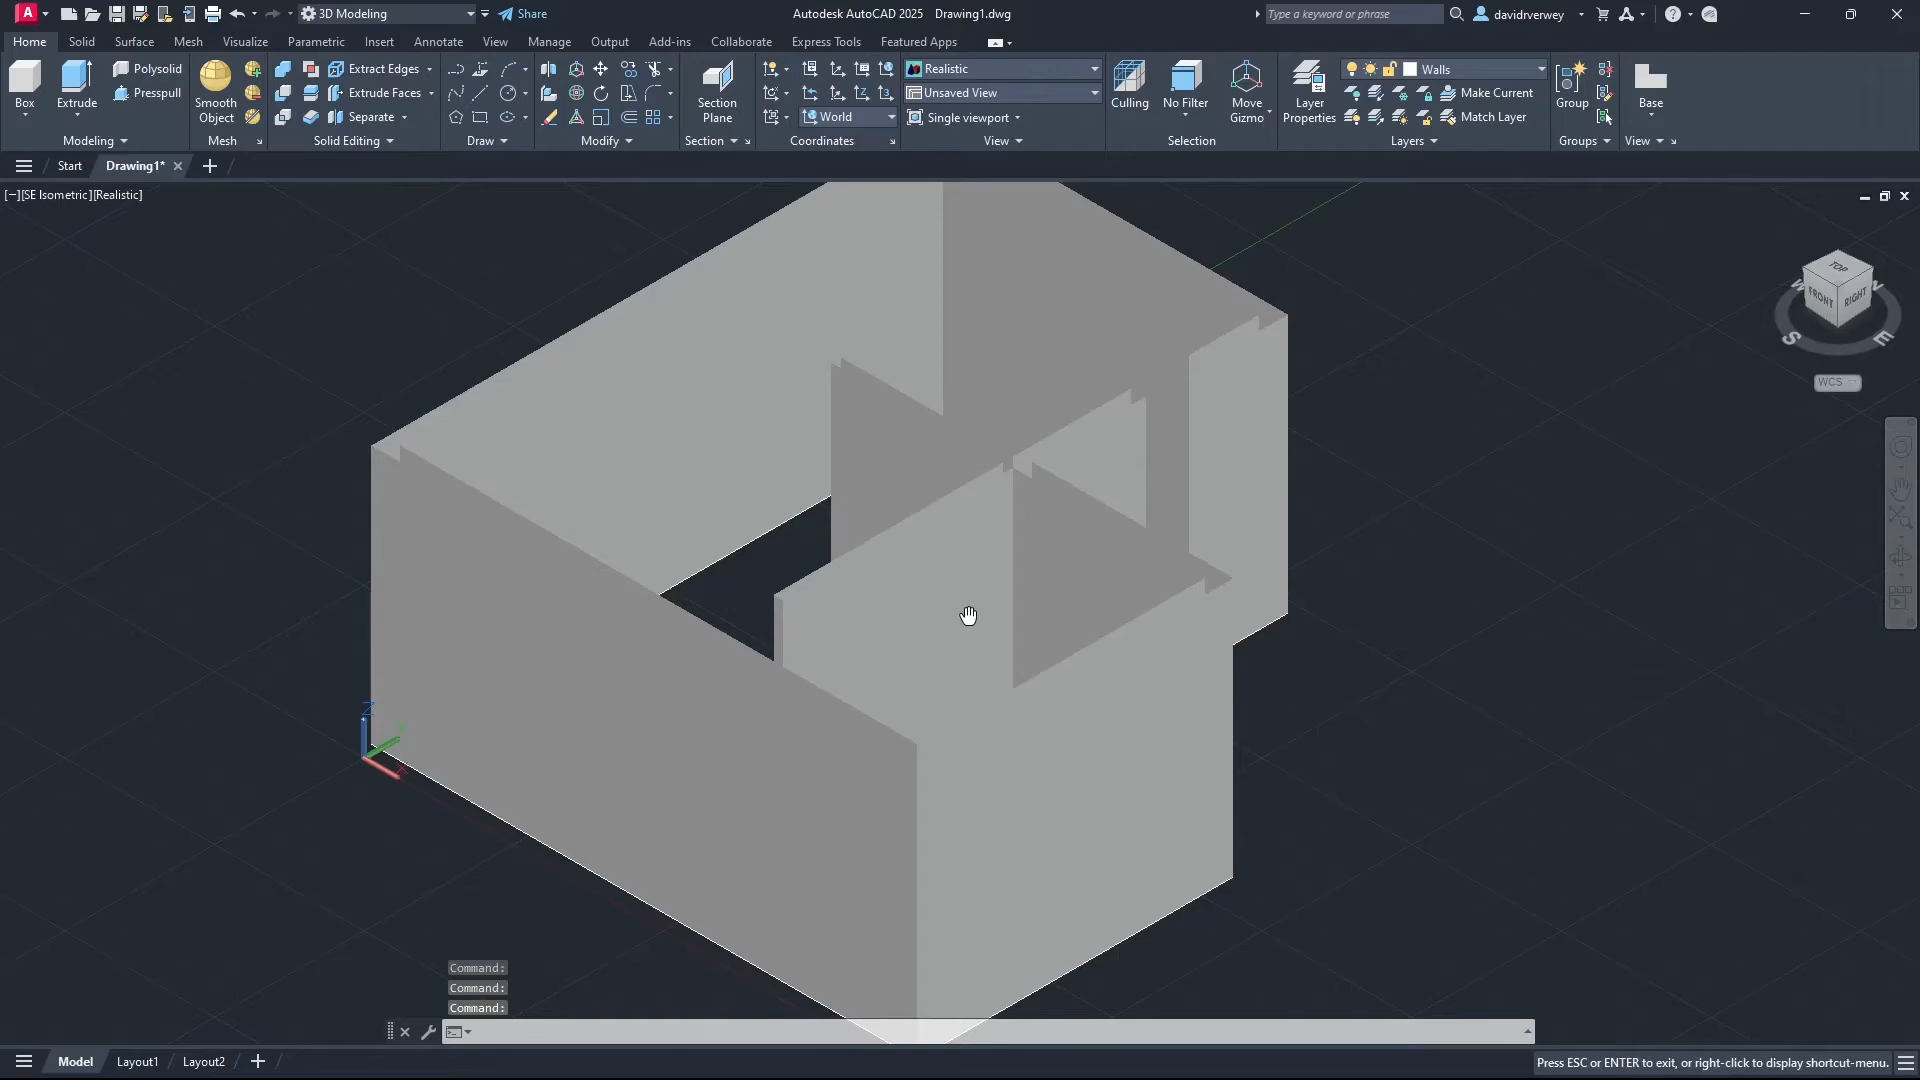 A 3D Modeling Share Autodesk AutoCAD 2025 Drawing1.dwg Type a keyword or phrase davidrverwey
Home Solid Surface Mesh Visualize Parametric Insert Annotate View Manage Output Add-ins Collaborate Express Tools Featured Apps
Polysolid Extract Edges Realistic Walls
Presspull Extrude Faces Unsaved View Make Current
Box Extrude Smooth Object Section Plane Culling No Filter Move Gizmo Layer Properties Group Base
Separate World Single viewport Match Layer
Modeling Mesh Solid Editing Draw Modify Section Coordinates View Selection Layers Groups View
Start Drawing1*
[−][SE Isometric][Realistic]
TOP
FRONT RIGHT
W N
S E
WCS
Z
Y
X
Command:
Command:
Command:
Model Layout1 Layout2 Press ESC or ENTER to exit, or right-click to display shortcut-menu.